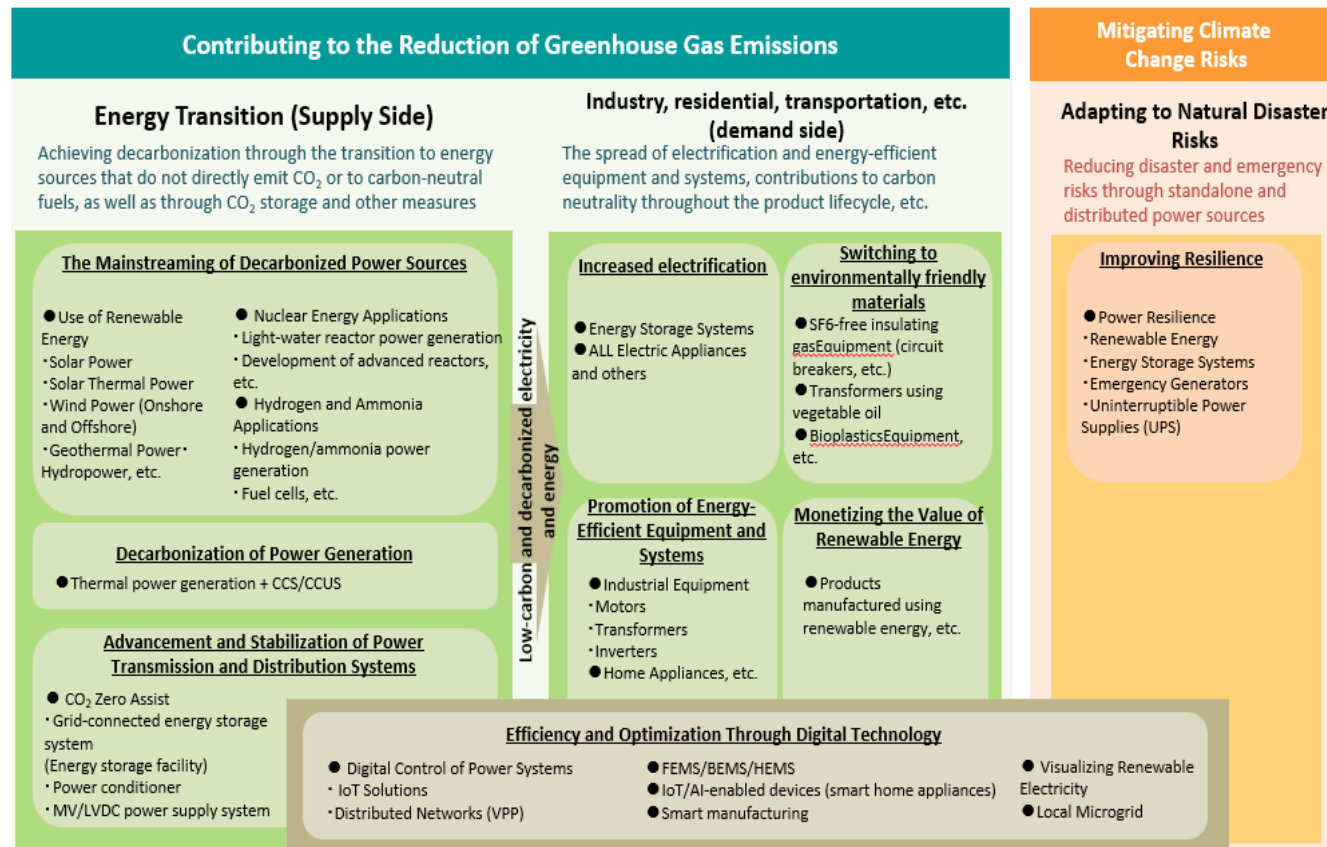 Contributing to the Reduction of Greenhouse Gas Emissions
Energy Transition (Supply Side)
Achieving decarbonization through the transition to energy
sources that do not directly emit CO₂ or to carbon-neutral
fuels, as well as through CO₂ storage and other measures
The Mainstreaming of Decarbonized Power Sources
●Use of Renewable
Energy
・Solar Power
・Solar Thermal Power
・Wind Power (Onshore
and Offshore)
・Geothermal Power・
Hydropower, etc.
● Nuclear Energy Applications
・Light-water reactor power generation
・Development of advanced reactors,
etc.
● Hydrogen and Ammonia
Applications
・Hydrogen/ammonia power
generation
・Fuel cells, etc.
Decarbonization of Power Generation
●Thermal power generation + CCS/CCUS
Advancement and Stabilization of Power
Transmission and Distribution Systems
● CO₂ Zero Assist
・Grid-connected energy storage
system
(Energy storage facility)
・Power conditioner
・MV/LVDC power supply system
Low-carbon and decarbonized electricity
and energy
Industry, residential, transportation, etc.
(demand side)
The spread of electrification and energy-efficient
equipment and systems, contributions to carbon
neutrality throughout the product lifecycle, etc.
Increased electrification
●Energy Storage Systems
●ALL Electric Appliances
and others
Switching to
environmentally friendly
materials
●SF6-free insulating
gasEquipment (circuit
breakers, etc.)
●Transformers using
vegetable oil
●BioplasticsEquipment,
etc.
Promotion of Energy-
Efficient Equipment and
Systems
●Industrial Equipment
・Motors
・Transformers
・Inverters
●Home Appliances, etc.
Monetizing the Value of
Renewable Energy
●Products
manufactured using
renewable energy, etc.
Mitigating Climate
Change Risks
Adapting to Natural Disaster
Risks
Reducing disaster and emergency
risks through standalone and
distributed power sources
Improving Resilience
●Power Resilience
・Renewable Energy
・Energy Storage Systems
・Emergency Generators
・Uninterruptible Power
Supplies (UPS)
Efficiency and Optimization Through Digital Technology
● Digital Control of Power Systems
・IoT Solutions
・Distributed Networks (VPP)
●FEMS/BEMS/HEMS
●IoT/AI-enabled devices (smart home appliances)
●Smart manufacturing
● Visualizing Renewable
Electricity
●Local Microgrid